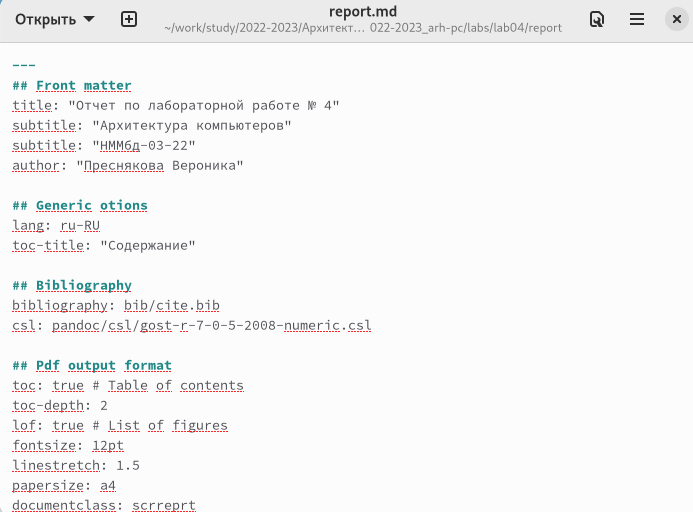 Открыть
report.md
~/work/study/2022-2023/Архитект… 022-2023_arh-pc/labs/lab04/report
---
## Front matter
title: "Отчет по лабораторной работе № 4"
subtitle: "Архитектура компьютеров"
subtitle: "НММбд-03-22"
author: "Преснякова Вероника"
## Generic otions
lang: ru-RU
toc-title: "Содержание"
## Bibliography
bibliography: bib/cite.bib
csl: pandoc/csl/gost-r-7-0-5-2008-numeric.csl
## Pdf output format
toc: true # Table of contents
toc-depth: 2
lof: true # List of figures
fontsize: 12pt
linestretch: 1.5
papersize: a4
documentclass: scrreprt